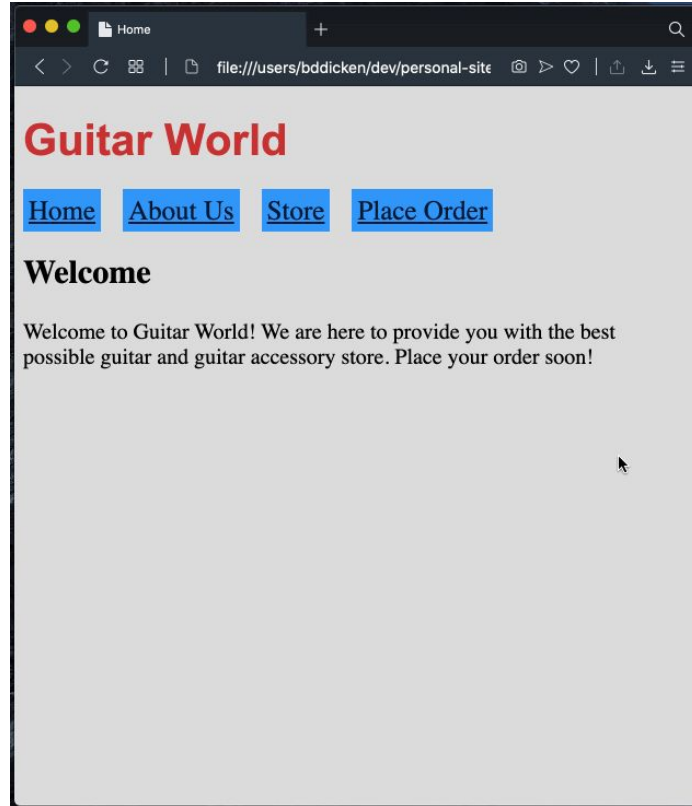 Home
file:///users/bddicken/dev/personal-site
Guitar World
Home About Us Store Place Order
Welcome
Welcome to Guitar World! We are here to provide you with the best
possible guitar and guitar accessory store. Place your order soon!